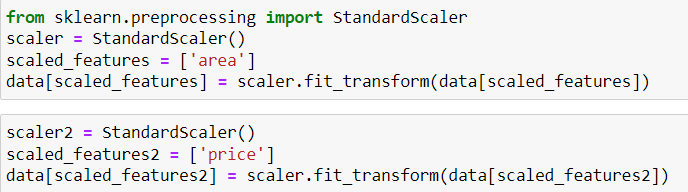 from sklearn.preprocessing import StandardScaler
scaler = StandardScaler()
scaled_features = ['area']
data[scaled_features] = scaler.fit_transform(data[scaled_features])
scaler2 = StandardScaler()
scaled_features2 = ['price']
data[scaled_features2] = scaler.fit_transform(data[scaled_features2])